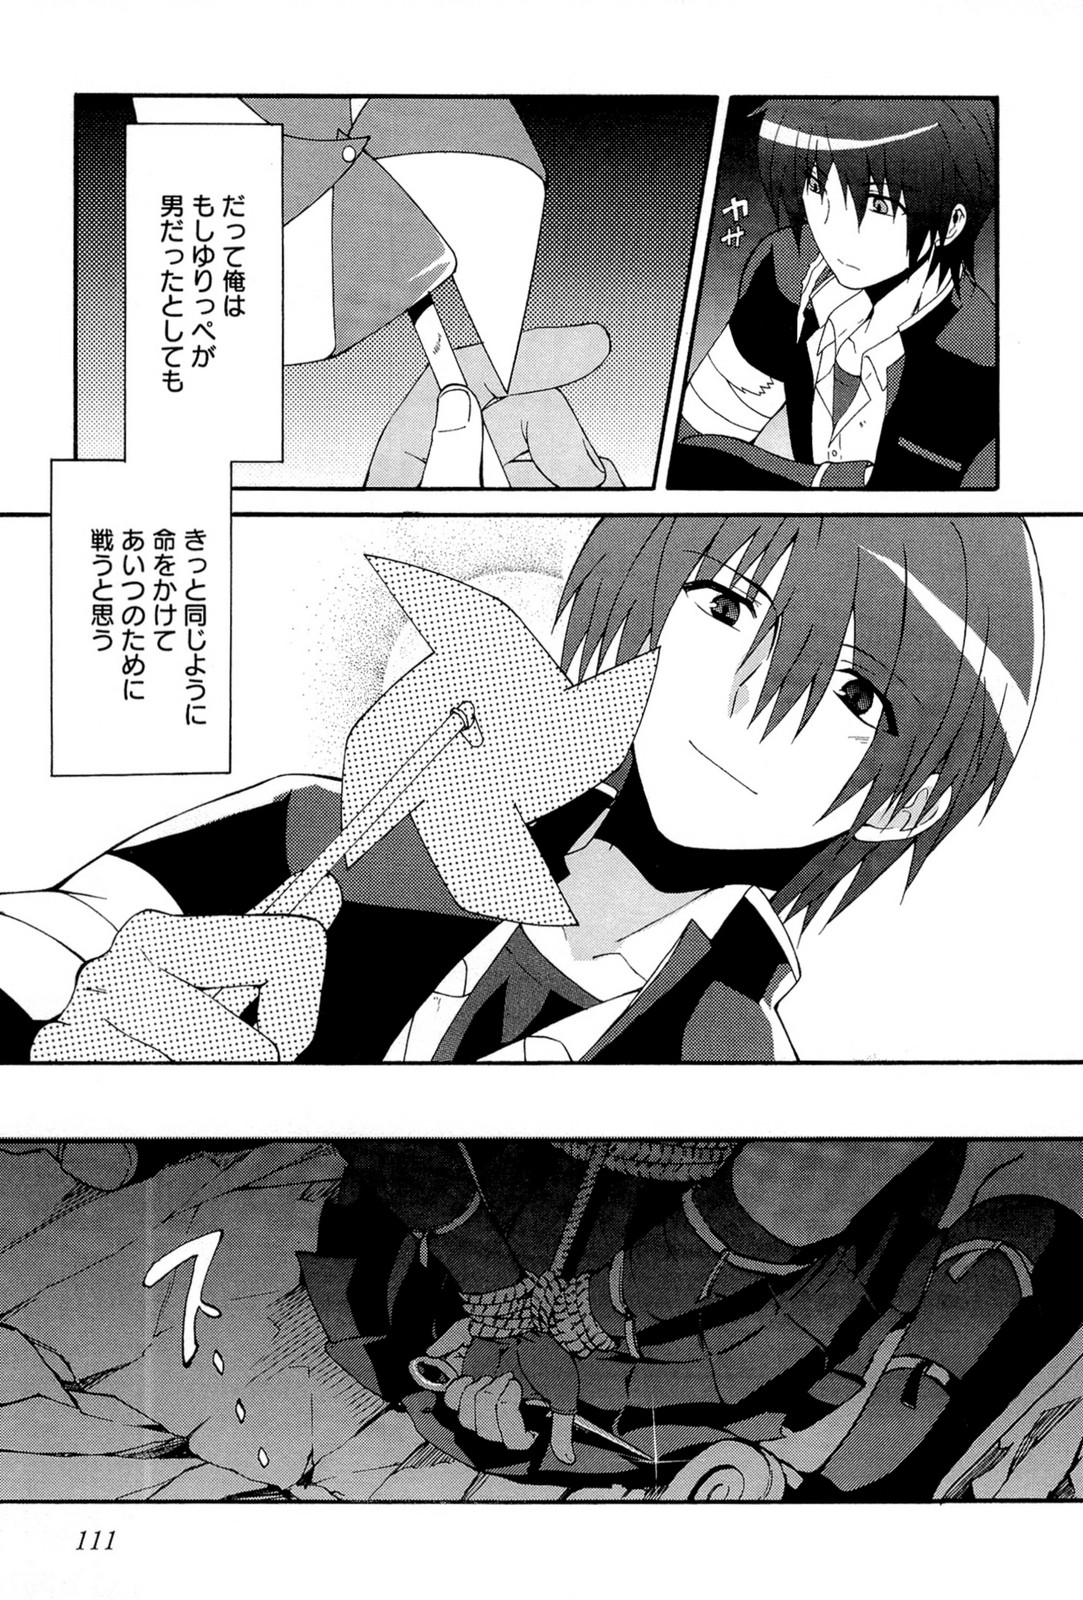 カサ
だって俺は
もしゆりっぺが
男だったとしても
きっと同じように
命をかけて
あいつのために
戦うと思う
ス
111